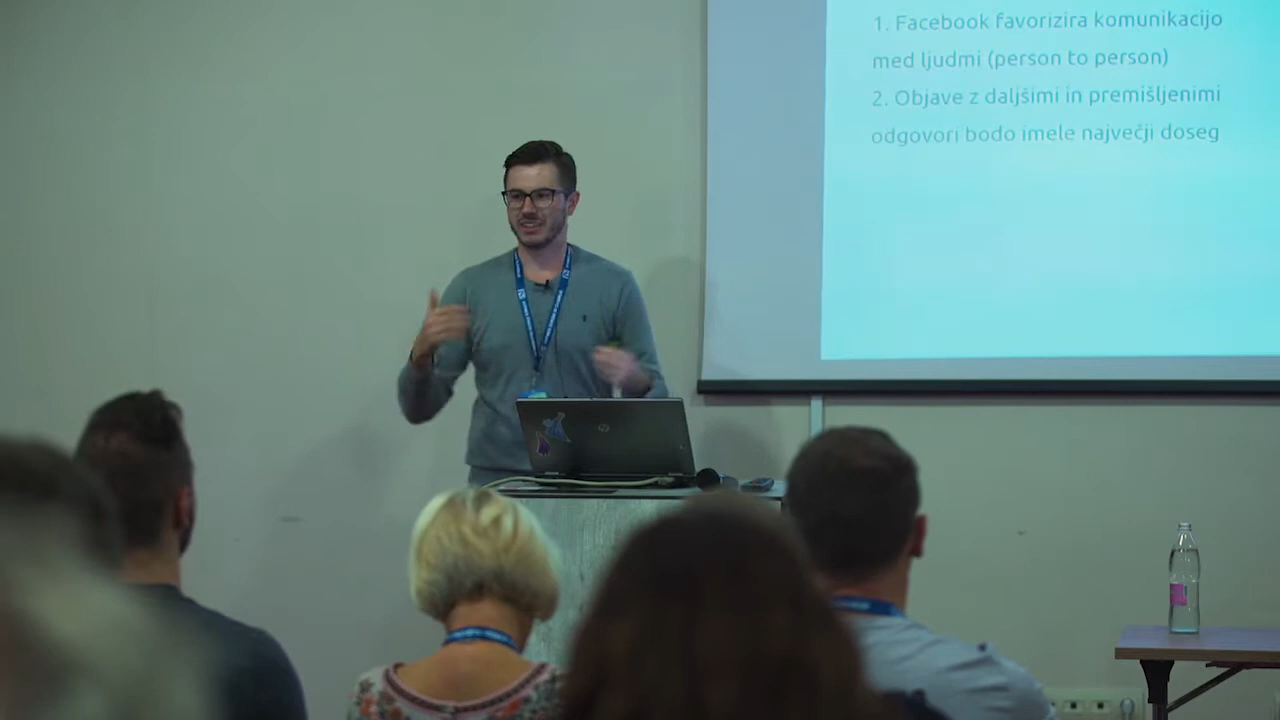 1. Facebook favorizira komunikacijo
med ljudmi (person to person)
2. Objave z daljšimi in premišljenimi
odgovori bodo imele največji doseg